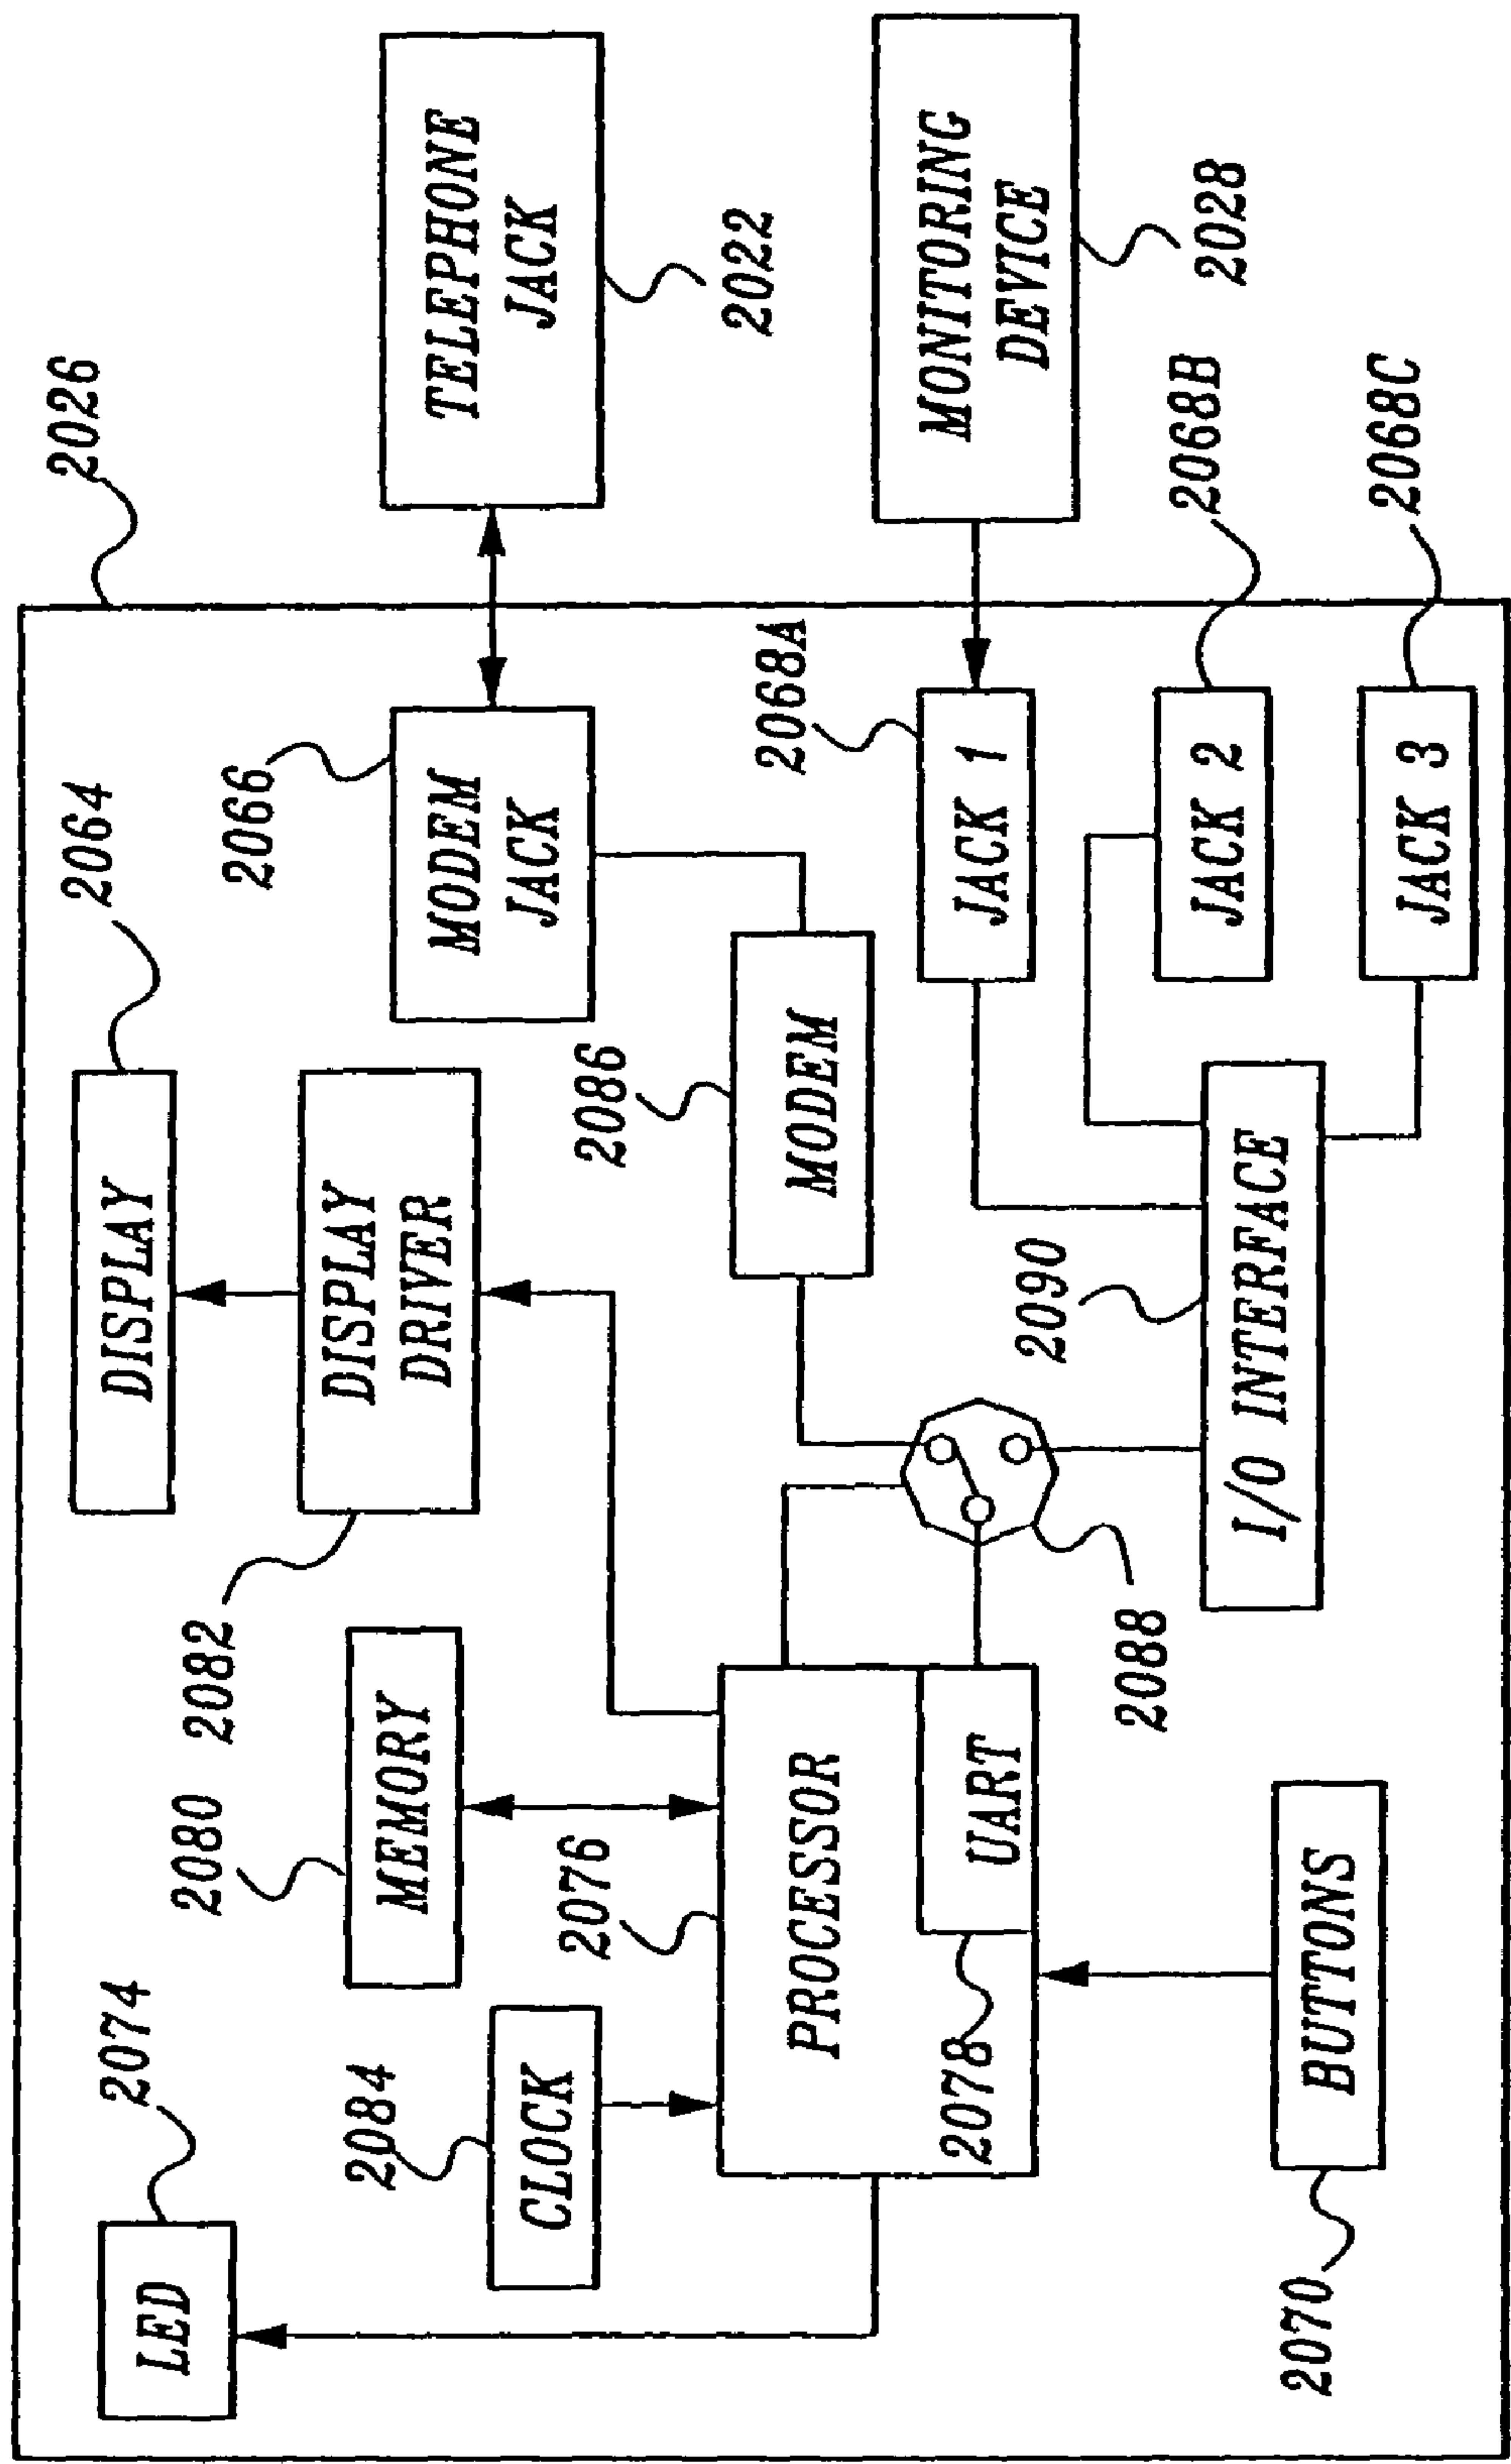 2026
2064
2066
2074
2080
2082
2084
2076
2086
2068A
2022
2028
2068B
2068C
2090
2088
2078
2070
LED
CLOCK
MEMORY
DISPLAY
DISPLAY
DRIVER
MODEM
JACK
TELEPHONE
JACK
PROCESSOR
UART
MODEM
JACK 1
MONITORING
DEVICE
JACK 2
JACK 3
I/O INTERFACE
BUTTONS